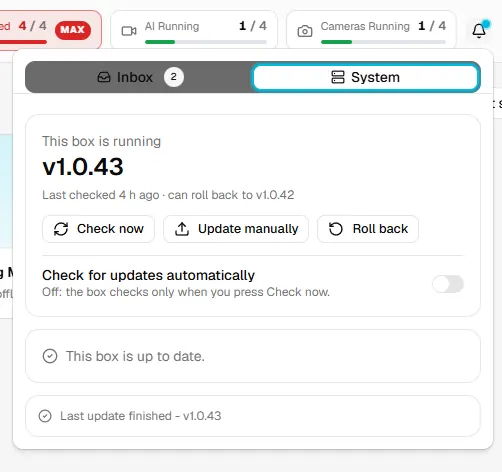 ed 4 / 4 MAX
AI Running 1 / 4
Cameras Running 1 / 4
Inbox 2
System
This box is running
v1.0.43
Last checked 4 h ago · can roll back to v1.0.42
Check now
Update manually
Roll back
Check for updates automatically
Off: the box checks only when you press Check now.
This box is up to date.
Last update finished - v1.0.43